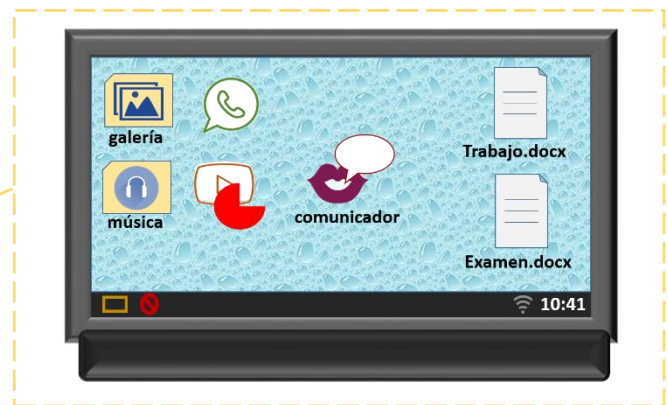 galería
música
comunicador
Trabajo.docx
Examen.docx
10:41